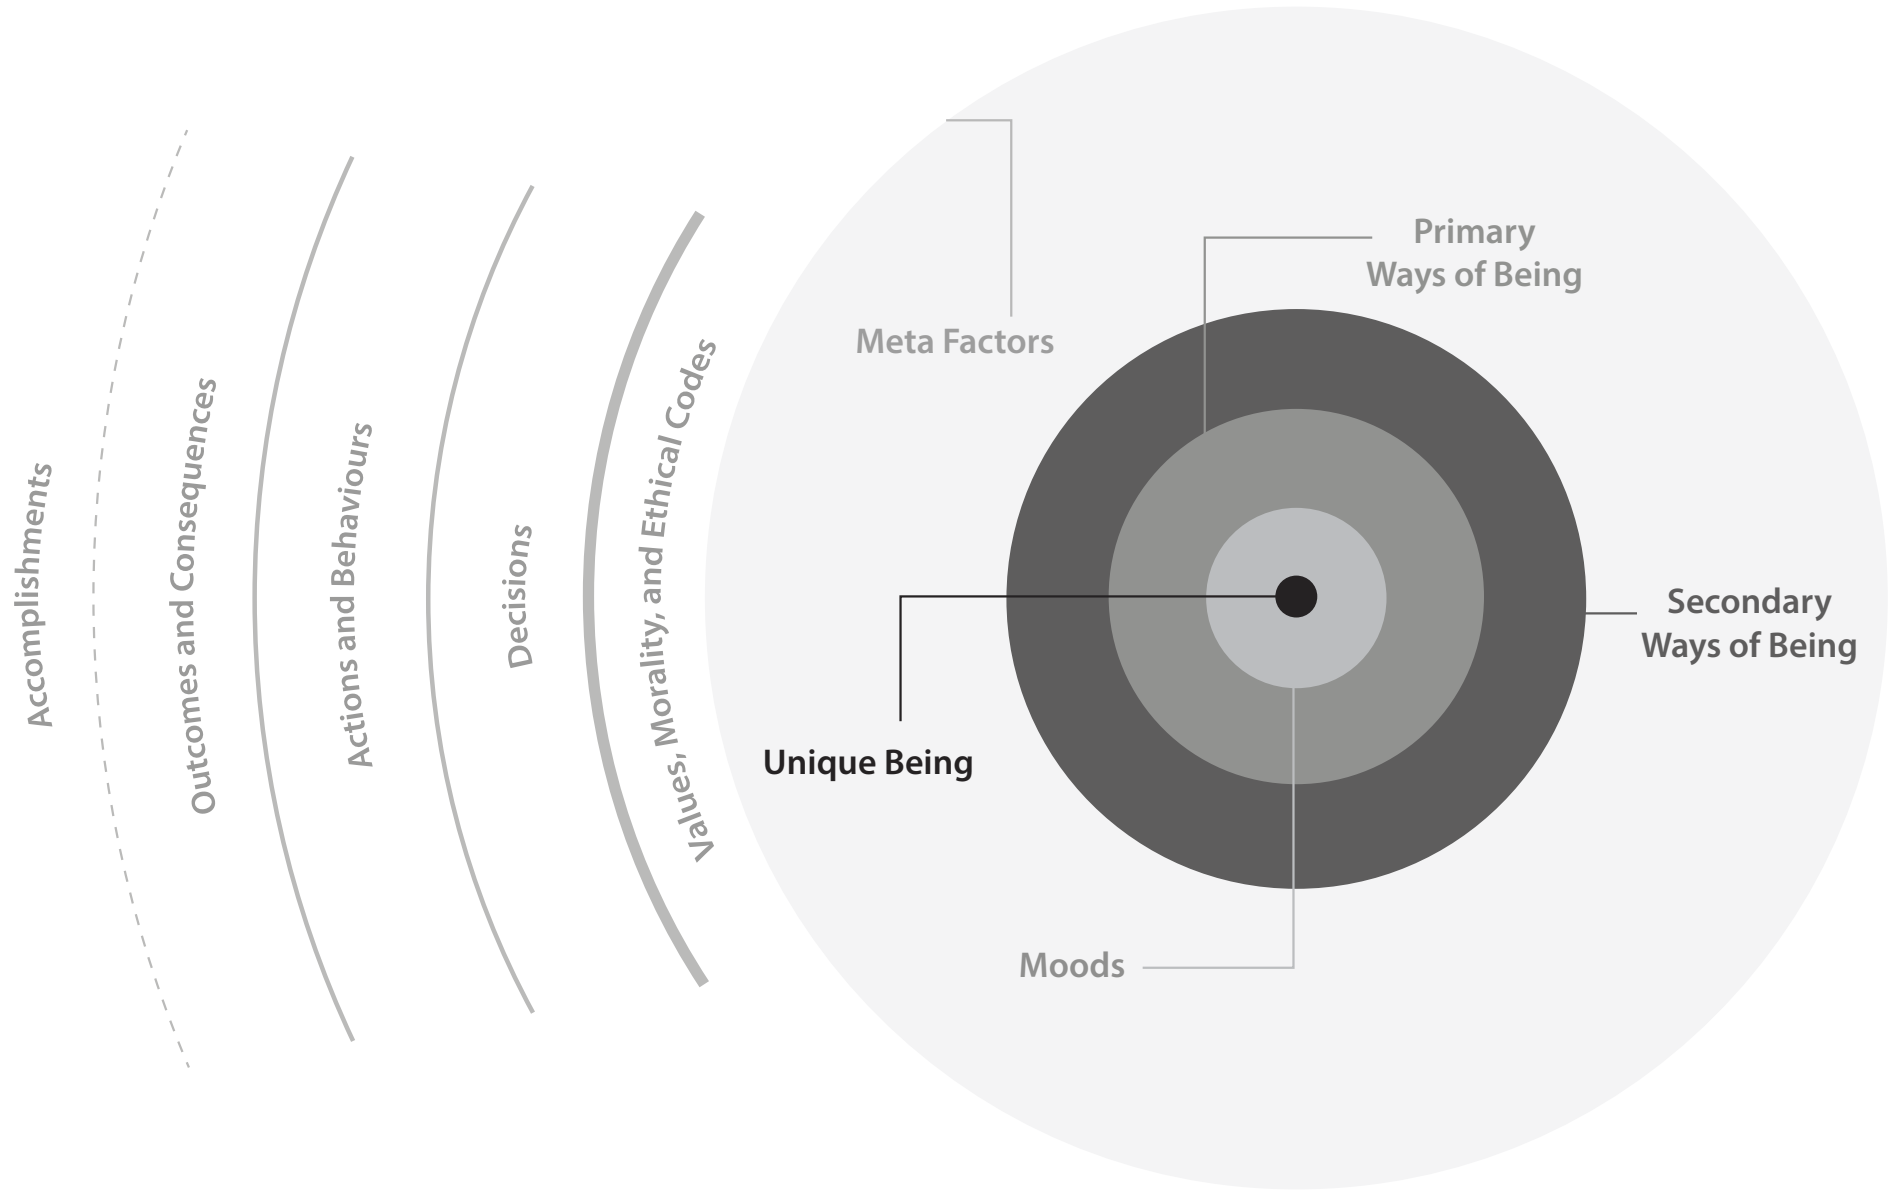 Accomplishments
Outcomes and Consequences
Actions and Behaviours
Decisions
Values, Morality, and Ethical Codes
Meta Factors
Primary
Ways of Being
Secondary
Ways of Being
Unique Being
Moods